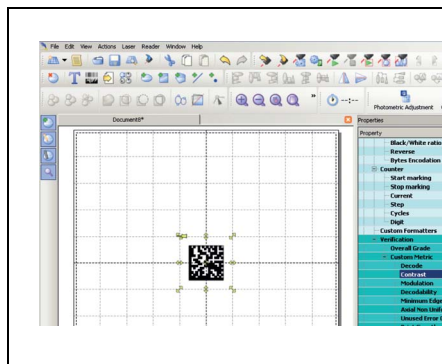 File Edit View Actions Laser Reader Window Help
Photometric Adjustment
Document8*
Properties
Property
Black/White ratio
Reverse
Bytes Encodation
Counter
Start marking
Stop marking
Current
Step
Cycles
Digit
Custom Formatters
Verification
Overall Grade
Custom Metric
Decode
Contrast
Modulation
Decodability
Minimum Edge
Axial Non Unif
Unused Error